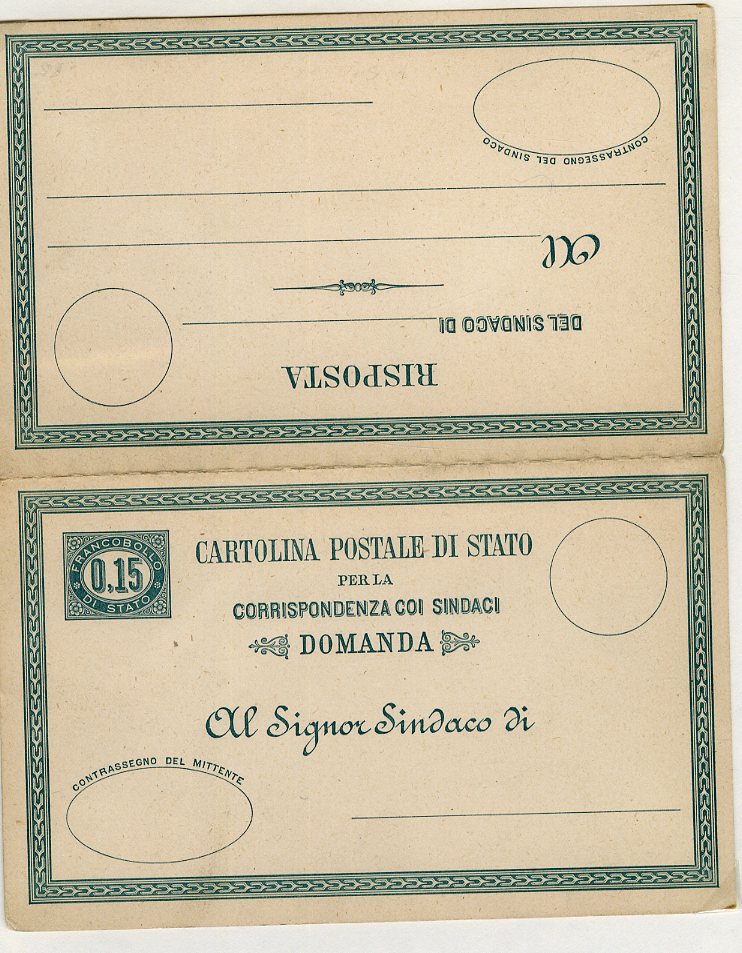 RISPOSTA
DEL SINDACO DI
Al
CONTRASSEGNO DEL SINDACO
FRANCOBOLLO
0,15
DI STATO
CARTOLINA POSTALE DI STATO
PER LA
CORRISPONDENZA COI SINDACI
DOMANDA
Al Signor Sindaco di
CONTRASSEGNO DEL MITTENTE